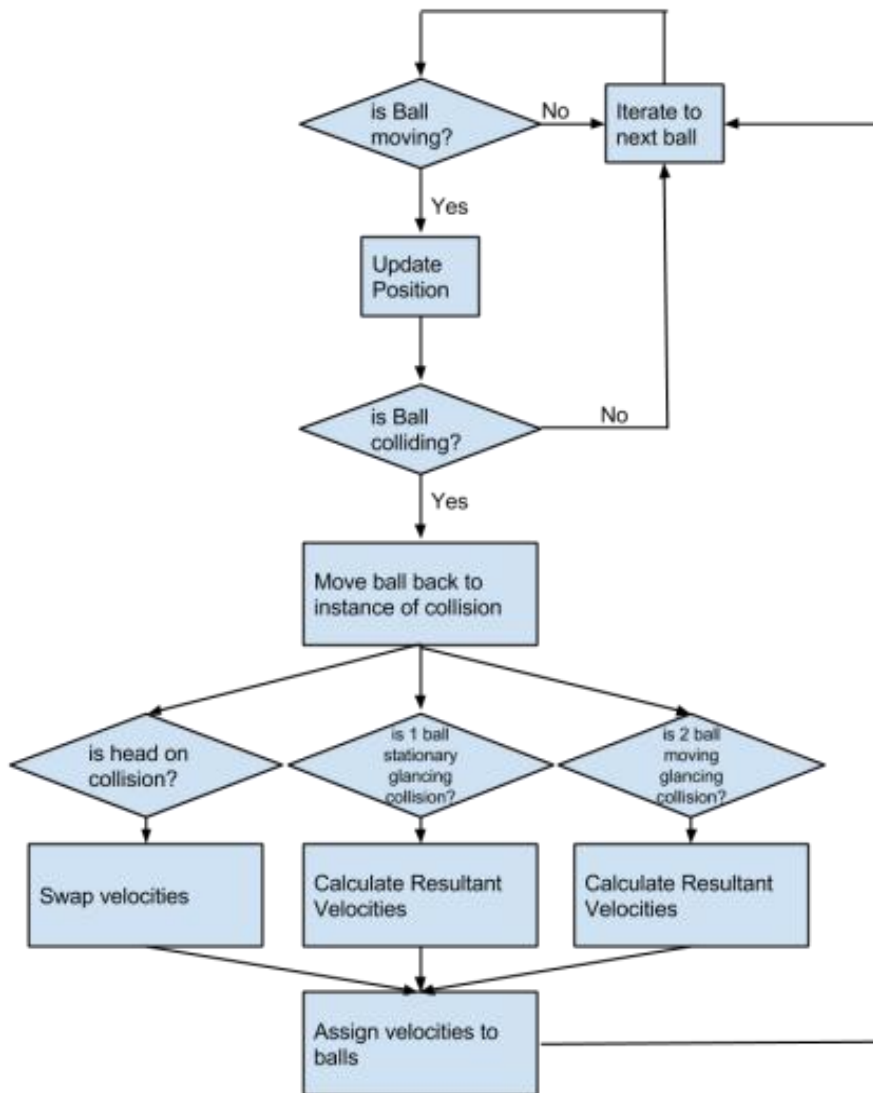 is Ball
moving?
No
Iterate to
next ball
Yes
Update
Position
is Ball
colliding?
No
Yes
Move ball back to
instance of collision
is head on
collision?
is 1 ball
stationary
glancing
collision?
is 2 ball
moving
glancing
collision?
Swap velocities
Calculate Resultant
Velocities
Calculate Resultant
Velocities
Assign velocities to
balls